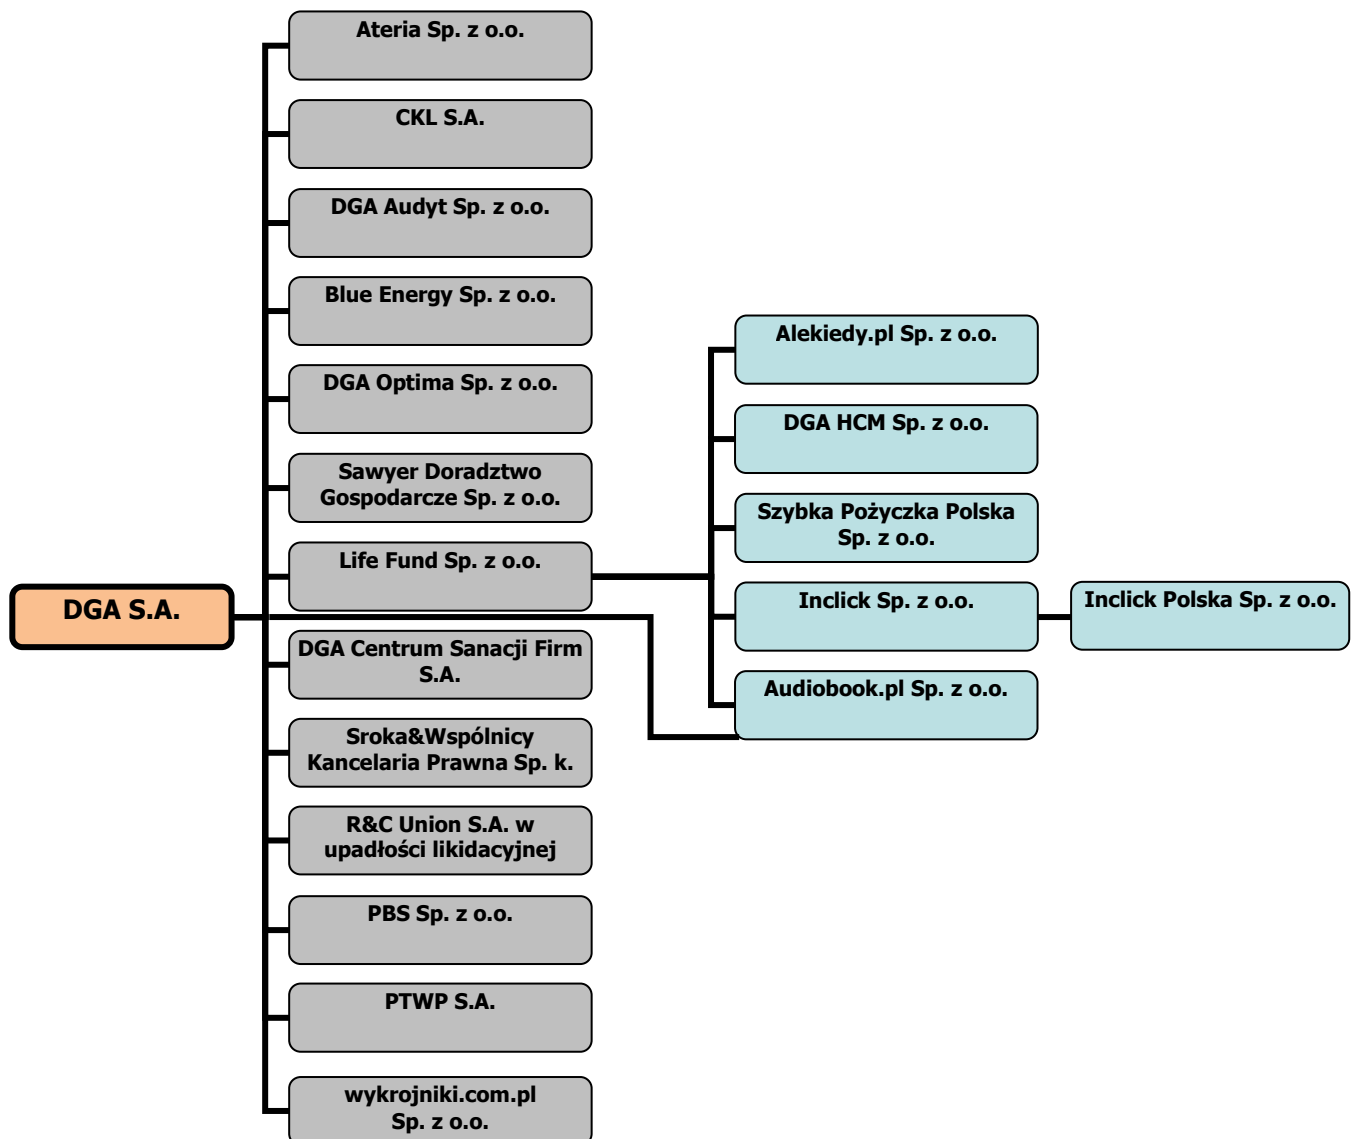 DGA S.A.
Ateria Sp. z o.o.
CKL S.A.
DGA Audyt Sp. z o.o.
Blue Energy Sp. z o.o.
DGA Optima Sp. z o.o.
Sawyer Doradztwo
Gospodarcze Sp. z o.o.
Life Fund Sp. z o.o.
DGA Centrum Sanacji Firm
S.A.
Sroka&Wspólnicy
Kancelaria Prawna Sp. k.
R&C Union S.A. w
upadłości likidacyjnej
PBS Sp. z o.o.
PTWP S.A.
wykrojniki.com.pl
Sp. z o.o.
Alekiedy.pl Sp. z o.o.
DGA HCM Sp. z o.o.
Szybka Pożyczka Polska
Sp. z o.o.
Inclick Sp. z o.o.
Audiobook.pl Sp. z o.o.
Inclick Polska Sp. z o.o.